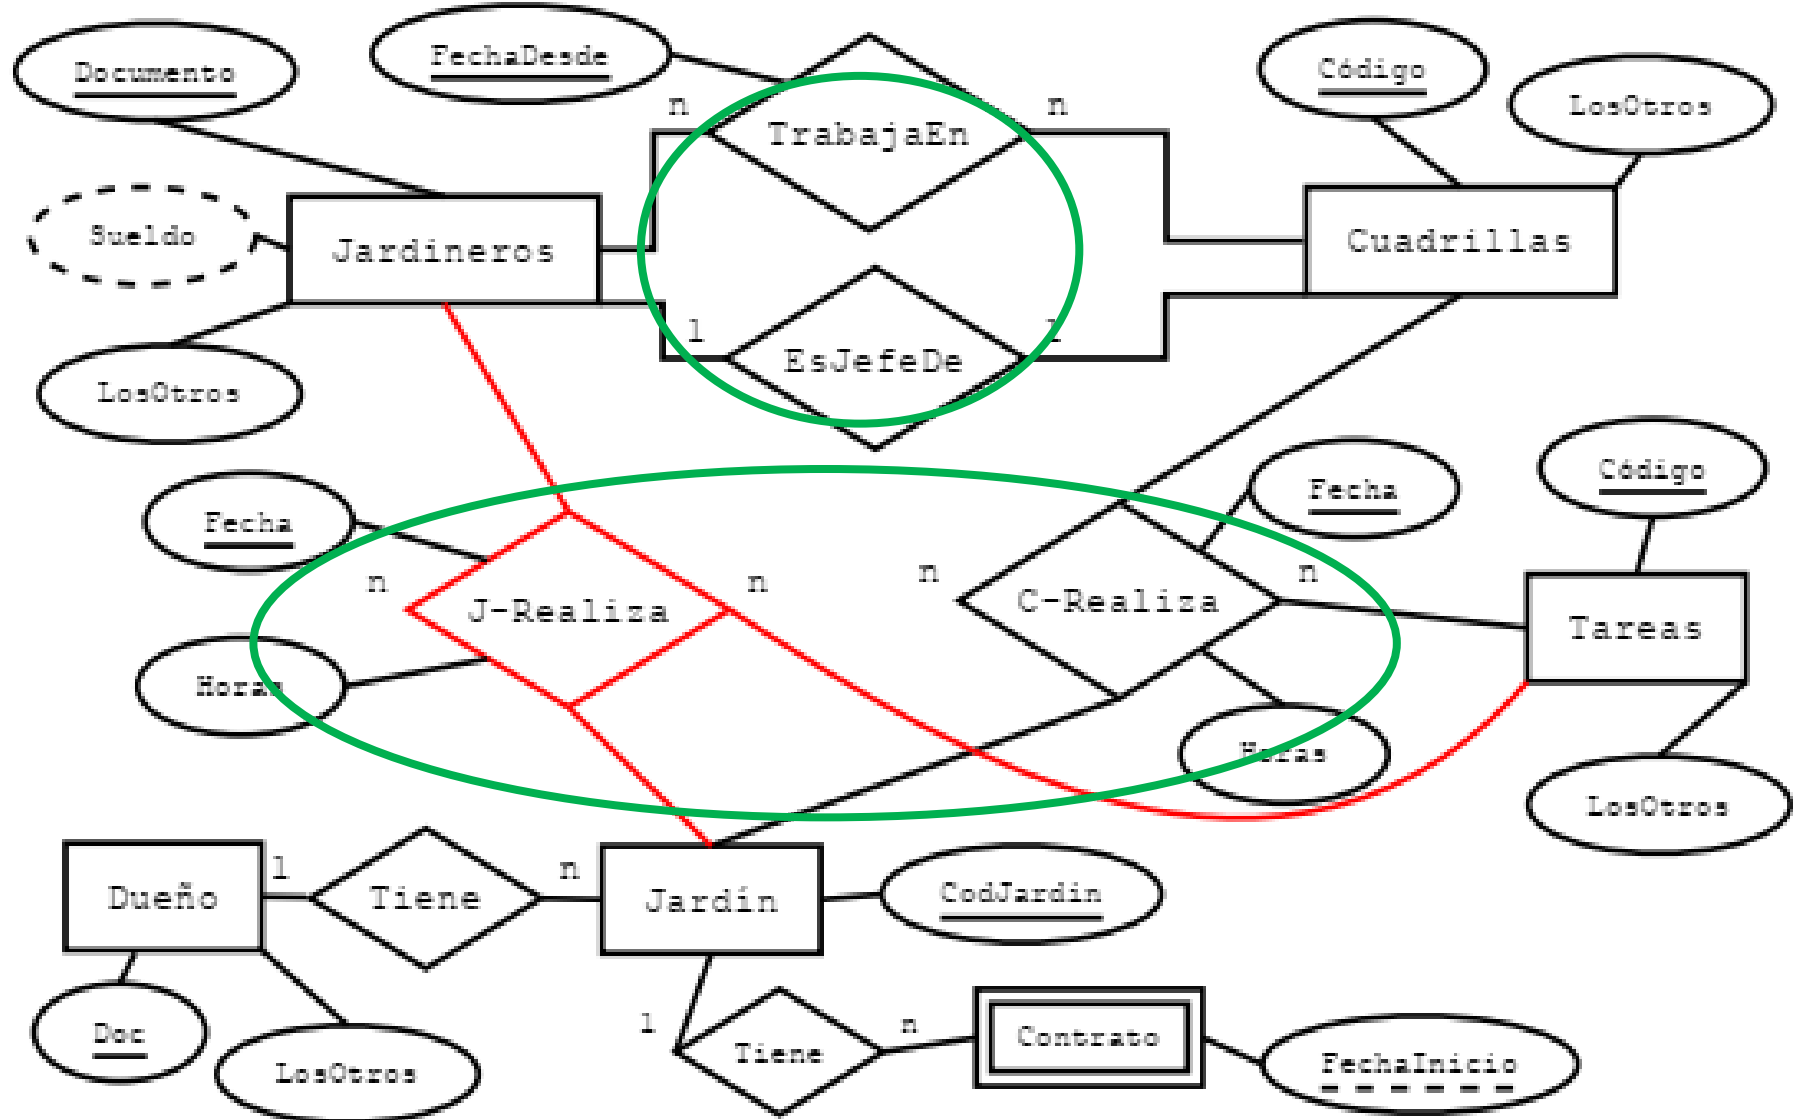 FechaDesde
Código
Documento
LosOtros
n
n
TrabajaEn
Sueldo
Jardineros
Cuadrillas
1
1
EsJefeDe
LosOtros
Código
Fecha
Fecha
n
n
n
n
J-Realiza
C-Realiza
Tareas
Horas
Horas
LosOtros
1
n
Dueño
Tiene
Jardín
CodJardin
1
n
Doc
Tiene
Contrato
FechaInicio
LosOtros